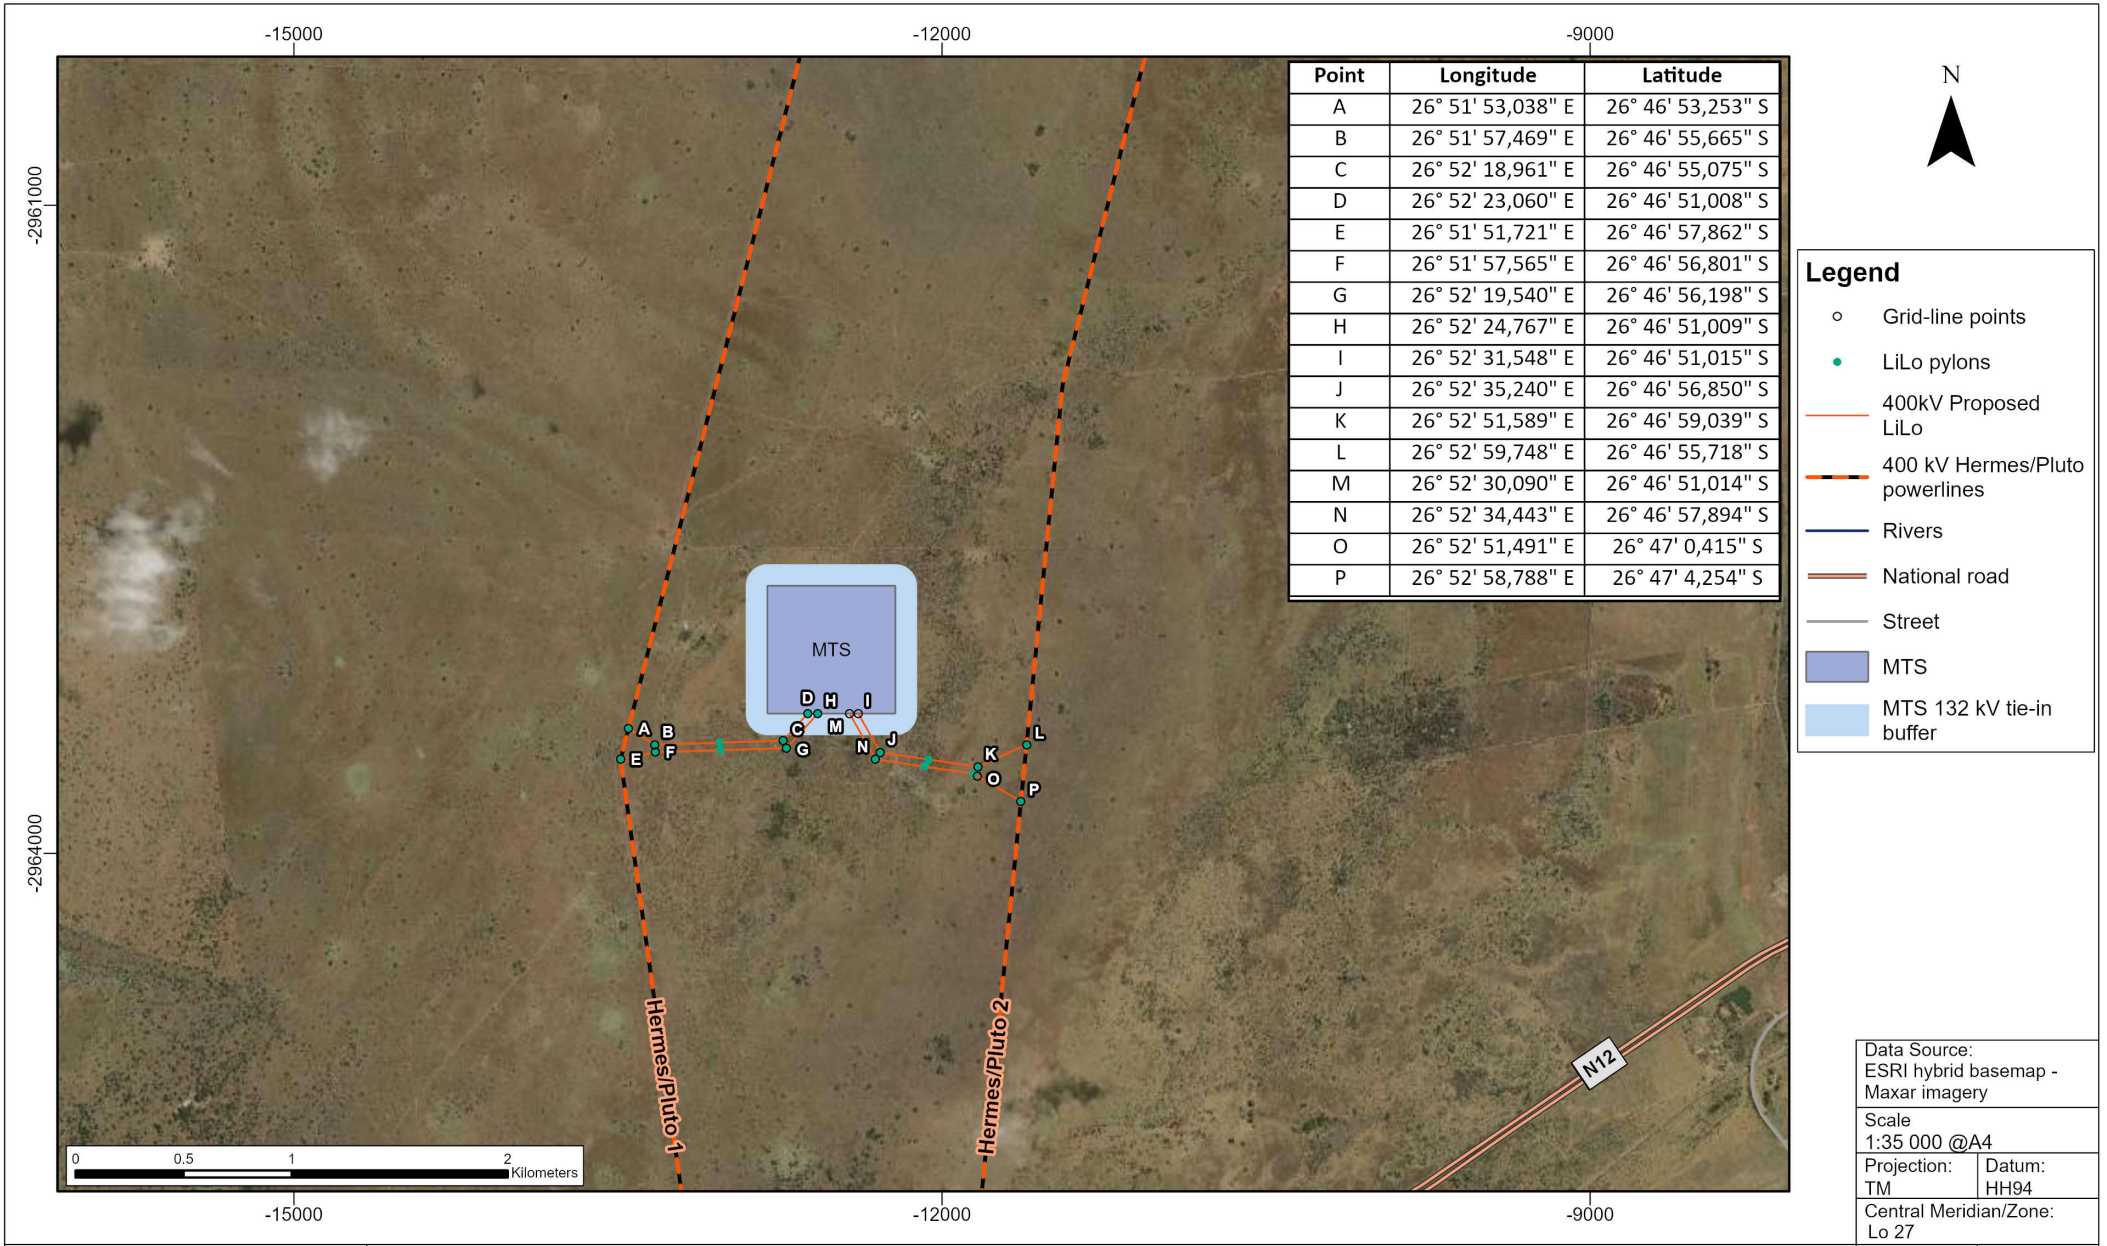 -15000 -12000 -9000
-2961000
-2964000
Point Longitude Latitude
A 26° 51' 53,038" E 26° 46' 53,253" S
B 26° 51' 57,469" E 26° 46' 55,665" S
C 26° 52' 18,961" E 26° 46' 55,075" S
D 26° 52' 23,060" E 26° 46' 51,008" S
E 26° 51' 51,721" E 26° 46' 57,862" S
F 26° 51' 57,565" E 26° 46' 56,801" S
G 26° 52' 19,540" E 26° 46' 56,198" S
H 26° 52' 24,767" E 26° 46' 51,009" S
I 26° 52' 31,548" E 26° 46' 51,015" S
J 26° 52' 35,240" E 26° 46' 56,850" S
K 26° 52' 51,589" E 26° 46' 59,039" S
L 26° 52' 59,748" E 26° 46' 55,718" S
M 26° 52' 30,090" E 26° 46' 51,014" S
N 26° 52' 34,443" E 26° 46' 57,894" S
O 26° 52' 51,491" E 26° 47' 0,415" S
P 26° 52' 58,788" E 26° 47' 4,254" S
MTS
D H I
A B C M L
E F G N J K
O
P
Hermes/Pluto 1
Hermes/Pluto 2
N12
0 0.5 1 2
Kilometers
-15000 -12000 -9000
N
Legend
Grid-line points
LiLo pylons
400kV Proposed
LiLo
400 kV Hermes/Pluto
powerlines
Rivers
National road
Street
MTS
MTS 132 kV tie-in
buffer
Data Source:
ESRI hybrid basemap -
Maxar imagery
Scale
1:35 000 @A4
Projection: Datum:
TM HH94
Central Meridian/Zone:
Lo 27